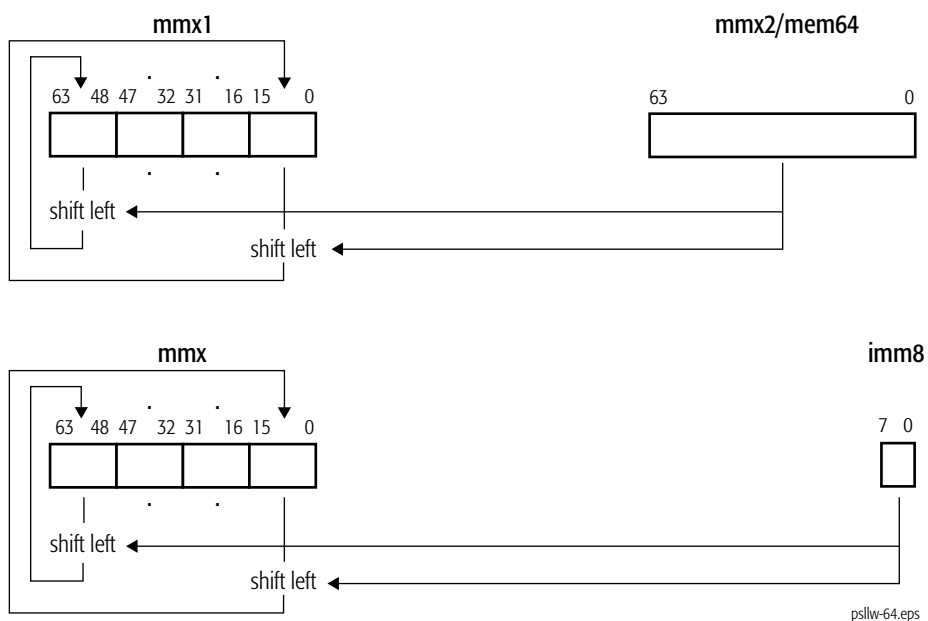 mmx1 mmx2/mem64
. .
63 48 47 32 31 16 15 0 63 0
. .
shift left
shift left
mmx imm8
. .
63 48 47 32 31 16 15 0 7 0
. .
shift left
shift left
psllw-64.eps